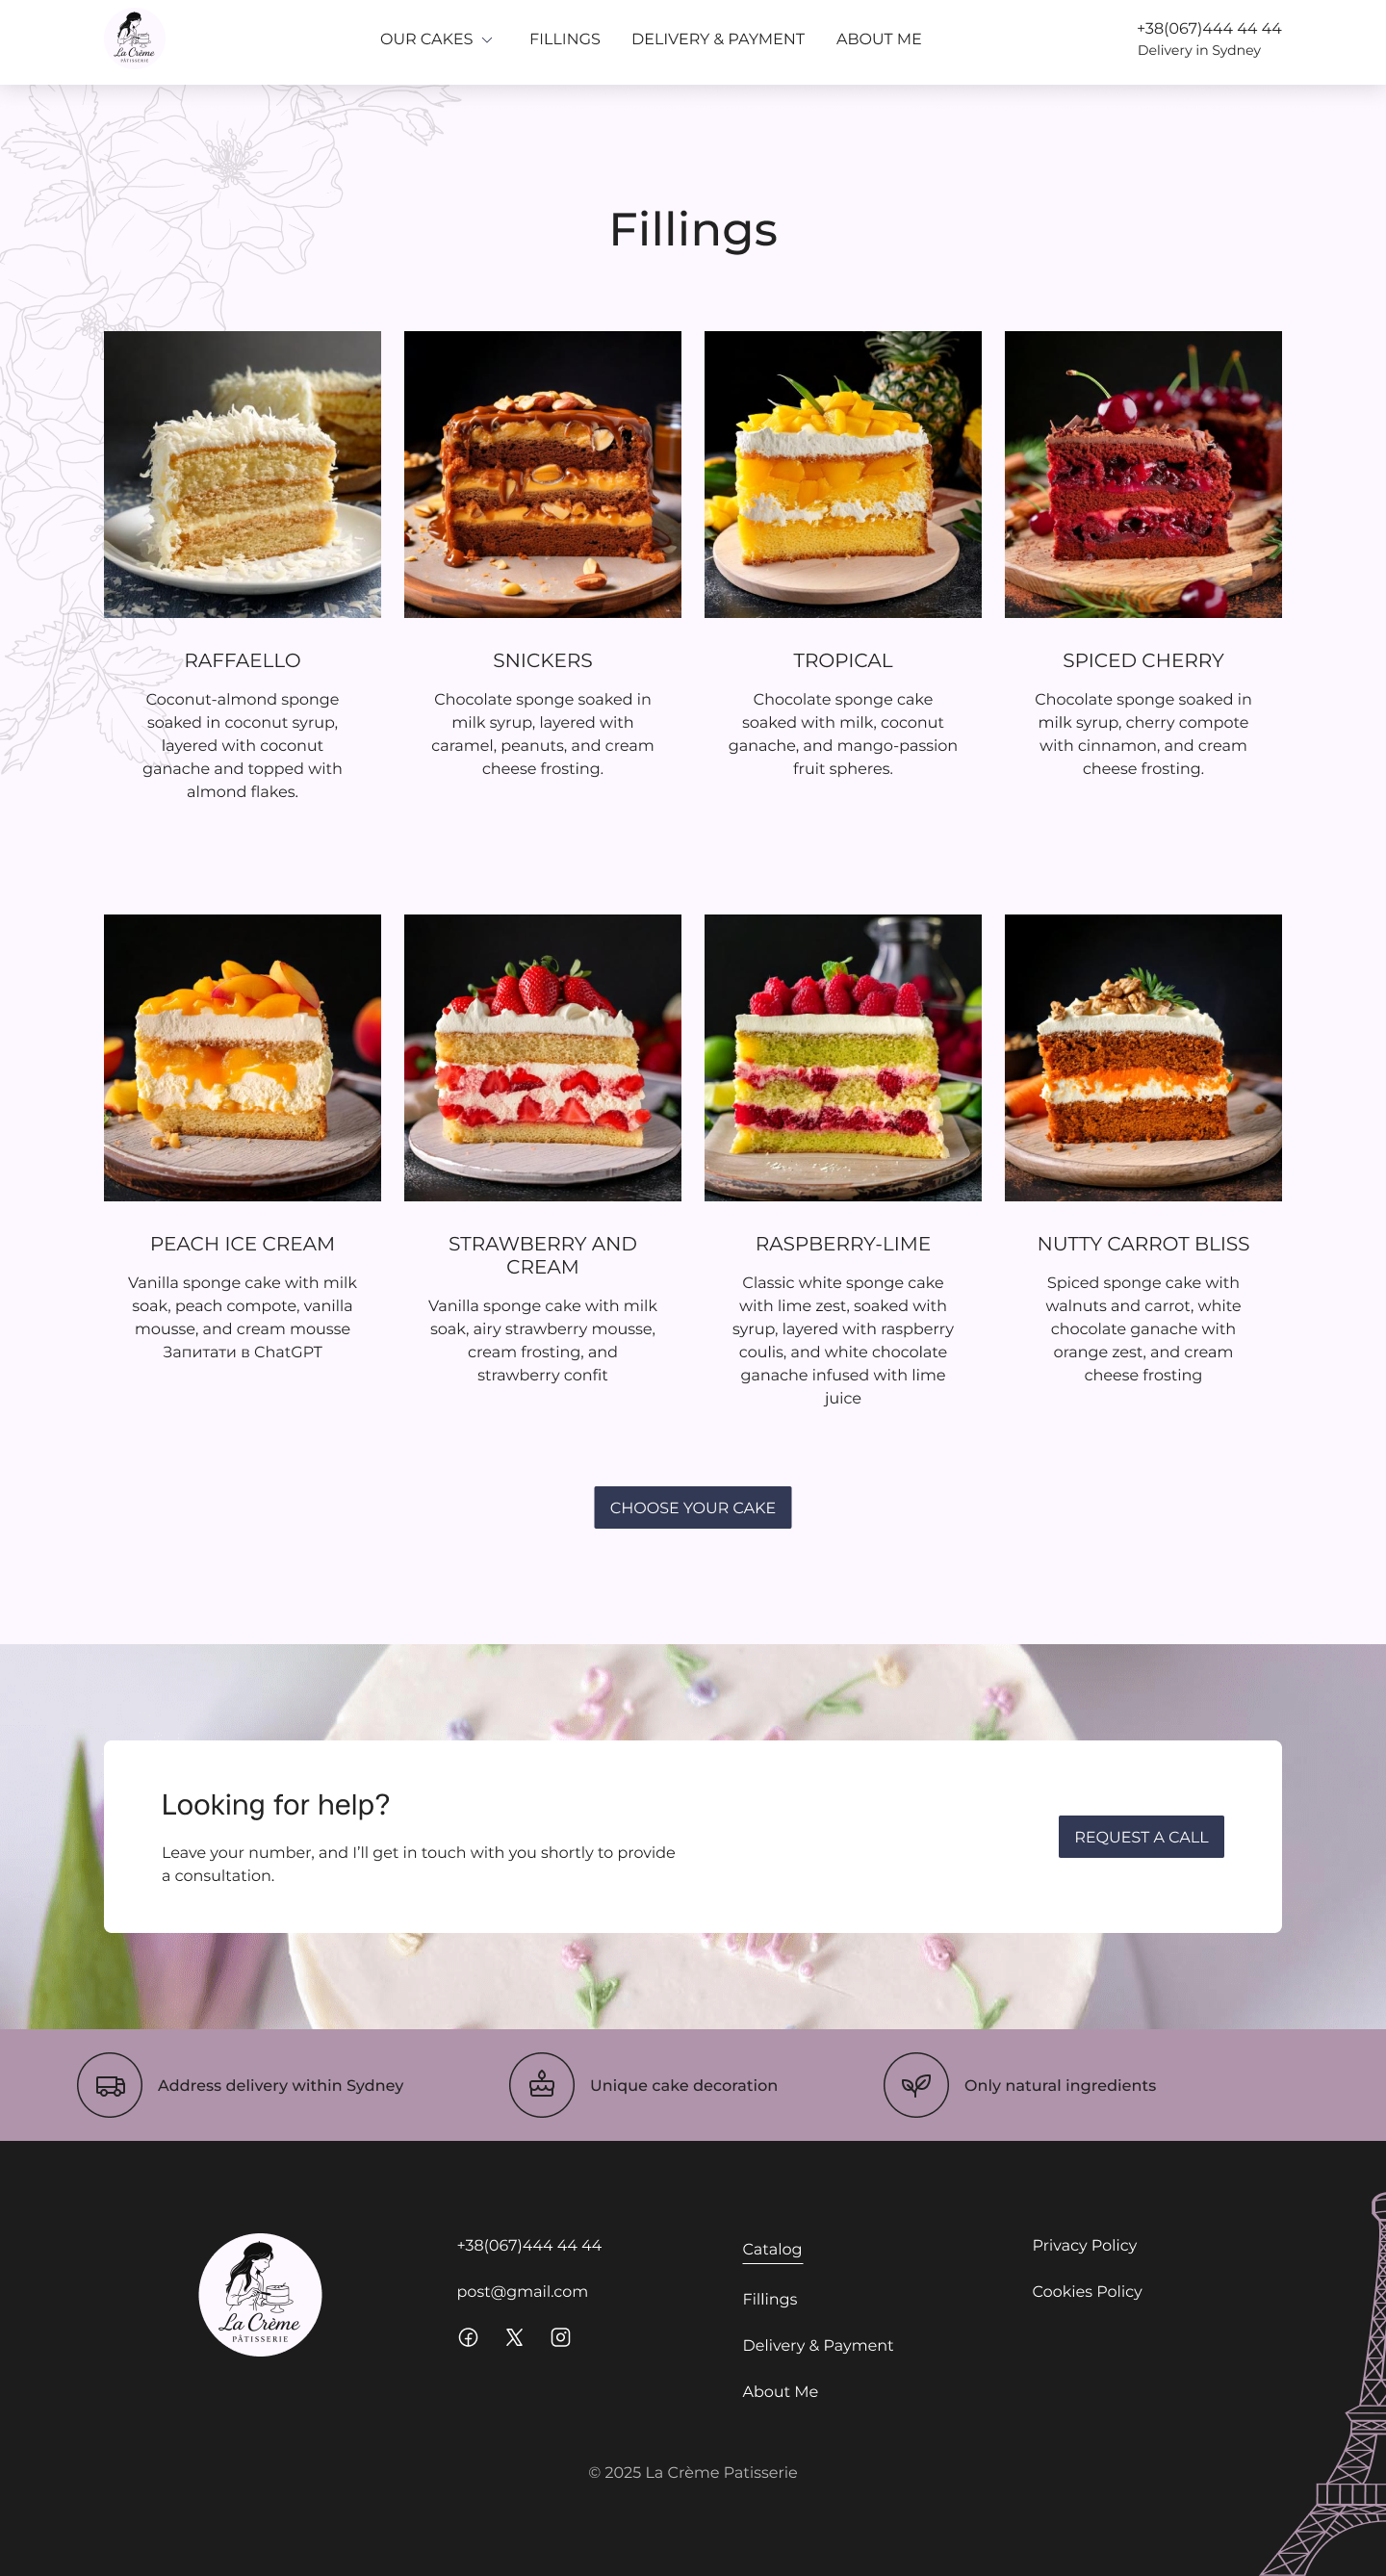 La Crème
PÂTISSERIE
OUR CAKES
FILLINGS
DELIVERY & PAYMENT
ABOUT ME
+38(067)444 44 44
Delivery in Sydney
Fillings
RAFFAELLO
Coconut-almond sponge
soaked in coconut syrup,
layered with coconut
ganache and topped with
almond flakes.
SNICKERS
Chocolate sponge soaked in
milk syrup, layered with
caramel, peanuts, and cream
cheese frosting.
TROPICAL
Chocolate sponge cake
soaked with milk, coconut
ganache, and mango-passion
fruit spheres.
SPICED CHERRY
Chocolate sponge soaked in
milk syrup, cherry compote
with cinnamon, and cream
cheese frosting.
PEACH ICE CREAM
Vanilla sponge cake with milk
soak, peach compote, vanilla
mousse, and cream mousse
Запитати в ChatGPT
STRAWBERRY AND
CREAM
Vanilla sponge cake with milk
soak, airy strawberry mousse,
cream frosting, and
strawberry confit
RASPBERRY-LIME
Classic white sponge cake
with lime zest, soaked with
syrup, layered with raspberry
coulis, and white chocolate
ganache infused with lime
juice
NUTTY CARROT BLISS
Spiced sponge cake with
walnuts and carrot, white
chocolate ganache with
orange zest, and cream
cheese frosting
CHOOSE YOUR CAKE
Looking for help?
Leave your number, and I’ll get in touch with you shortly to provide
a consultation.
REQUEST A CALL
Address delivery within Sydney
Unique cake decoration
Only natural ingredients
La Crème
PÂTISSERIE
+38(067)444 44 44
post@gmail.com
Catalog
Fillings
Delivery & Payment
About Me
Privacy Policy
Cookies Policy
© 2025 La Crème Patisserie